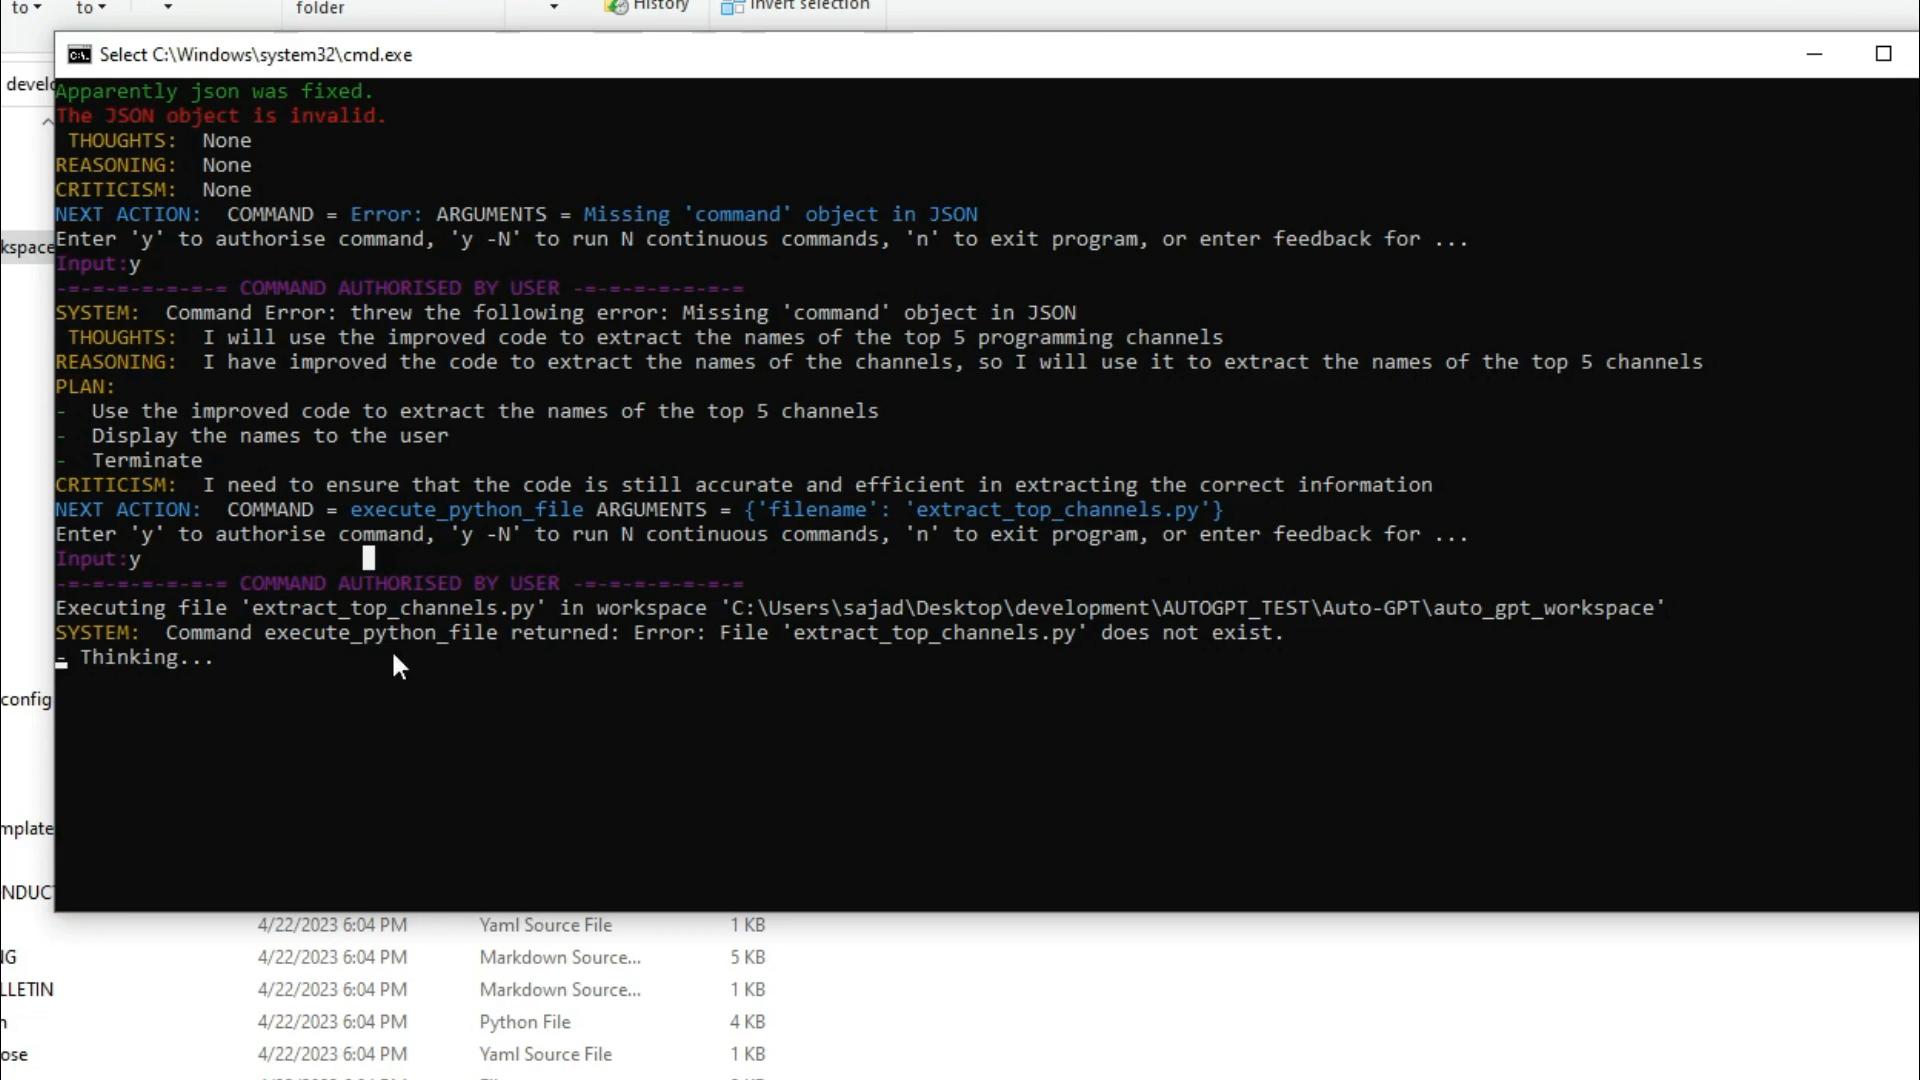 to to folder History Invert selection
Select C:\Windows\system32\cmd.exe
develo
Apparently json was fixed.
The JSON object is invalid.
THOUGHTS: None
REASONING: None
CRITICISM: None
NEXT ACTION: COMMAND = Error: ARGUMENTS = Missing 'command' object in JSON
Enter 'y' to authorise command, 'y -N' to run N continuous commands, 'n' to exit program, or enter feedback for ...
kspace
Input:y
-=-=-=-=-=-=-= COMMAND AUTHORISED BY USER -=-=-=-=-=-=-=
SYSTEM: Command Error: threw the following error: Missing 'command' object in JSON
THOUGHTS: I will use the improved code to extract the names of the top 5 programming channels
REASONING: I have improved the code to extract the names of the channels, so I will use it to extract the names of the top 5 channels
PLAN:
- Use the improved code to extract the names of the top 5 channels
- Display the names to the user
- Terminate
CRITICISM: I need to ensure that the code is still accurate and efficient in extracting the correct information
NEXT ACTION: COMMAND = execute_python_file ARGUMENTS = {'filename': 'extract_top_channels.py'}
Enter 'y' to authorise command, 'y -N' to run N continuous commands, 'n' to exit program, or enter feedback for ...
Input:y
-=-=-=-=-=-=-= COMMAND AUTHORISED BY USER -=-=-=-=-=-=-=
Executing file 'extract_top_channels.py' in workspace 'C:\Users\sajad\Desktop\development\AUTOGPT_TEST\Auto-GPT\auto_gpt_workspace'
SYSTEM: Command execute_python_file returned: Error: File 'extract_top_channels.py' does not exist.
- Thinking...
config
mplate
NDUCT
4/22/2023 6:04 PM Yaml Source File 1 KB
NG 4/22/2023 6:04 PM Markdown Source... 5 KB
LLETIN 4/22/2023 6:04 PM Markdown Source... 1 KB
n 4/22/2023 6:04 PM Python File 4 KB
ose 4/22/2023 6:04 PM Yaml Source File 1 KB